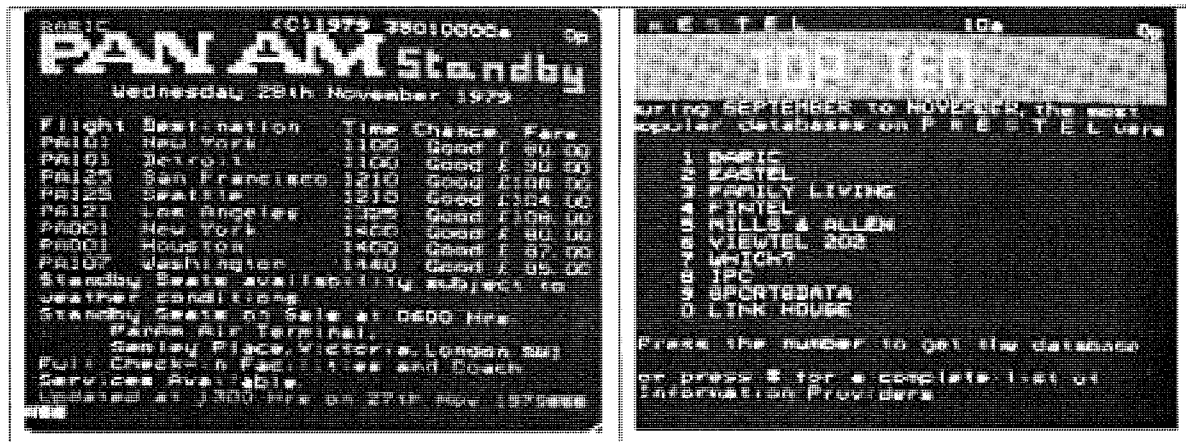 BARIC (C)1979 38010000a 0p
PAN AM Standby
Wednesday 28th November 1979
Flight Destination Time Chance Fare
PA101 New York 1100 Good £ 80.00
PA101 Detroit 1100 Good £ 90.00
PA125 San Francisco 1210 Good £108.00
PA125 Seattle 1210 Good £104.00
PA121 Los Angeles 1325 Good £108.00
PA001 New York 1400 Good £ 80.00
PA001 Houston 1400 Good £ 87.00
PA107 Washington 1440 Good £ 85.00
Standby Seats availability subject to
weather conditions
Standby Seats on Sale at 0600 Hrs
PanAm Air Terminal,
Semley Place, Victoria, London SW1
Full Check-in Facilities and Coach
Services Available.
Updated at 1300 Hrs on 27th Nov 1979
P R E S T E L 10a 0p
TOP TEN
uring SEPTEMBER to NOVEMBER, the most
opular databases on P R E S T E L were
1 BARIC
2 EASTEL
3 FAMILY LIVING
4 FINTEL
5 MILLS & ALLEN
6 VIEWTEL 202
7 WHICH?
8 IPC
9 SPORTSDATA
0 LINK HOUSE
Press the number to get the database
or press # for a complete list of
Information Providers